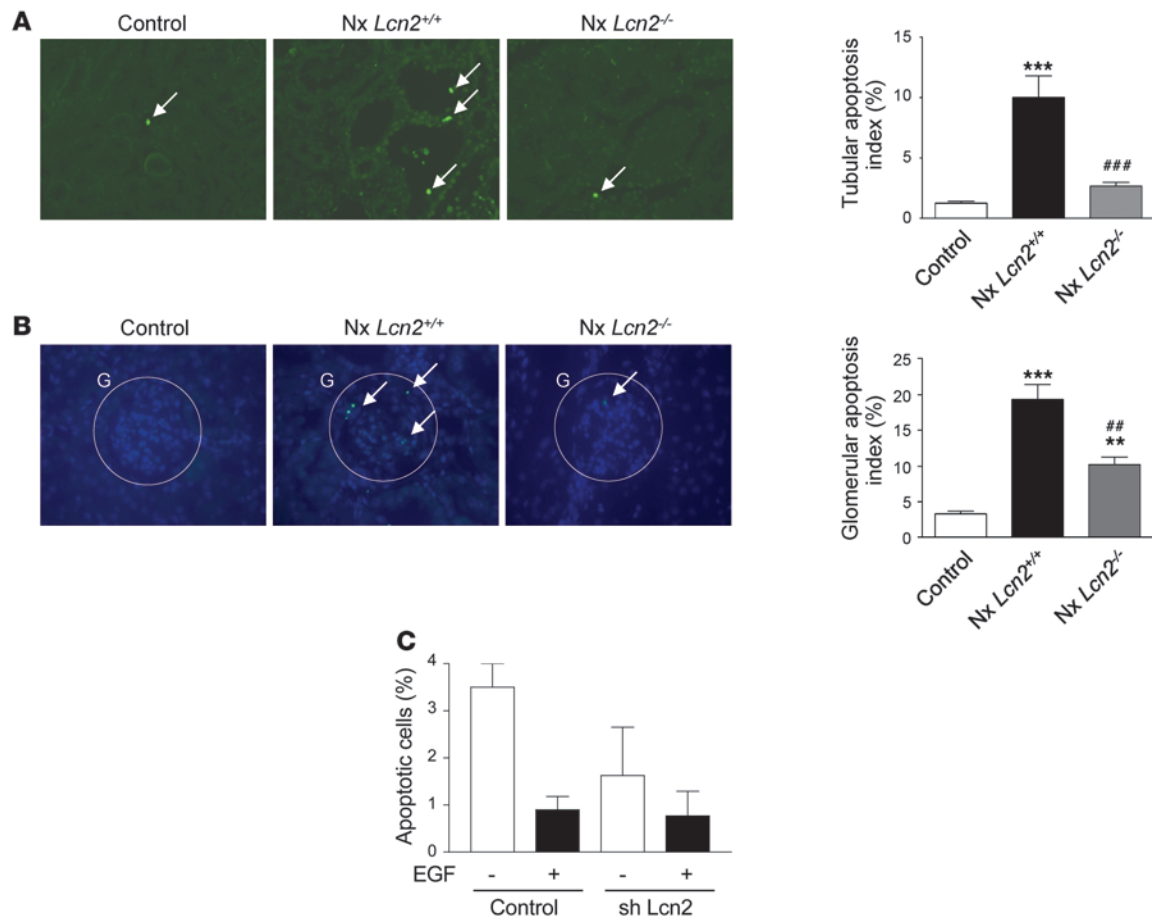 A
Control
Nx Lcn2+/+
Nx Lcn2-/-
Tubular apoptosis
index (%)
15
10
5
0
***
###
Control
Nx Lcn2+/+
Nx Lcn2-/-
B
Control
Nx Lcn2+/+
Nx Lcn2-/-
G
G
Glomerular apoptosis
index (%)
25
20
15
10
5
0
***
##
**
Control
Nx Lcn2+/+
Nx Lcn2-/-
C
Apoptotic cells (%)
4
3
2
1
0
EGF - + - +
Control sh Lcn2